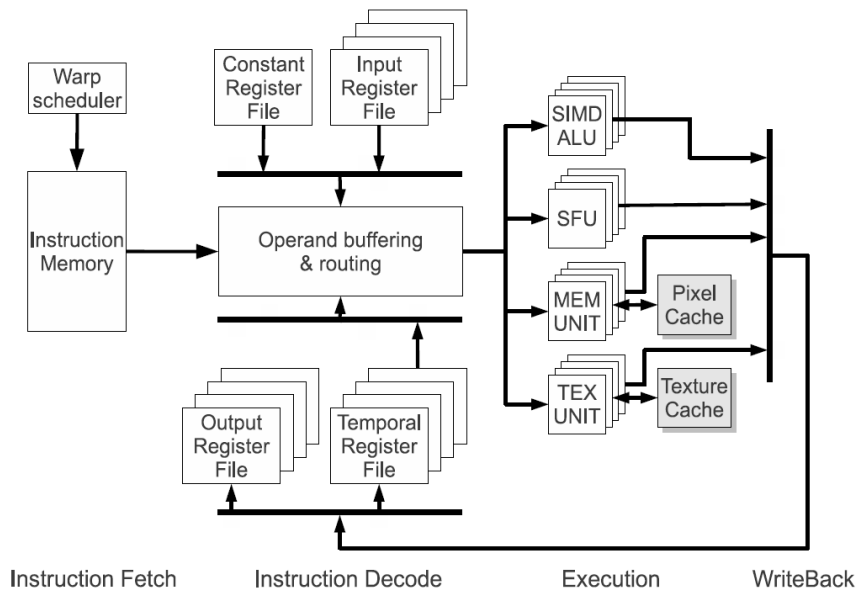 Warp
scheduler
Constant
Register
File
Input
Register
File
SIMD
ALU
Instruction
Memory
Operand buffering
& routing
SFU
MEM
UNIT
Pixel
Cache
TEX
UNIT
Texture
Cache
Output
Register
File
Temporal
Register
File
Instruction Fetch
Instruction Decode
Execution
WriteBack